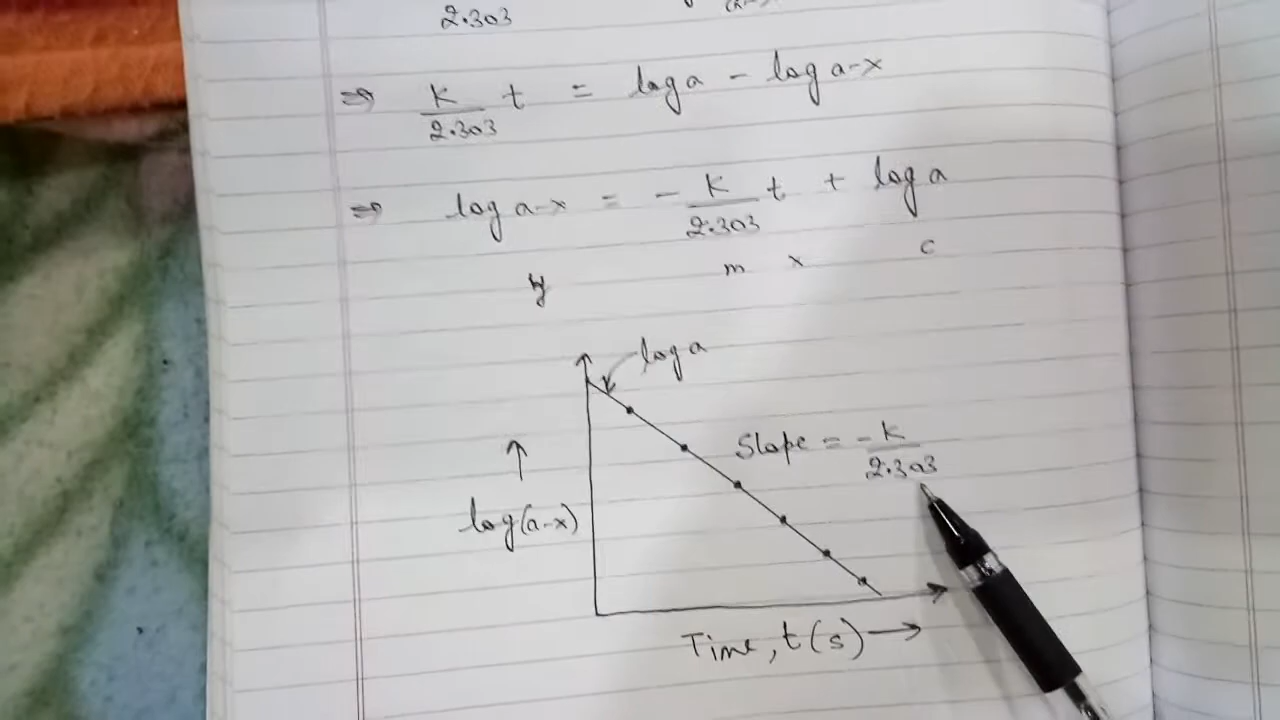 2.303
⇒ K/2.303 t = log a - log a-x
⇒ log a-x = - K/2.303 t + log a
y m x c
log a
Slope = -K/2.303
log(a-x)
Time, t(s) →